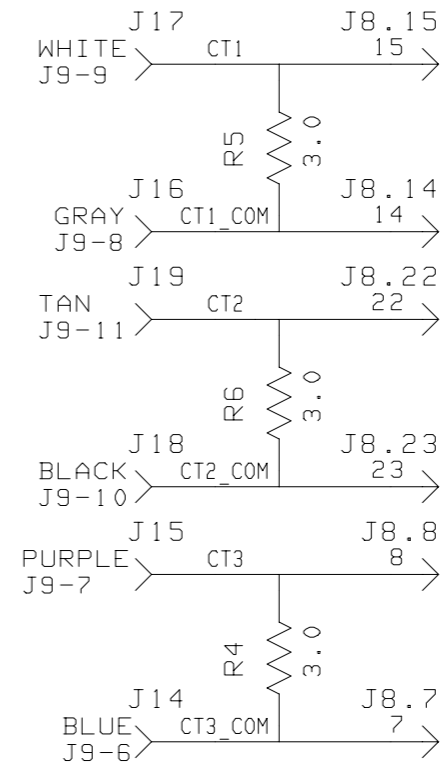 J17 J8.15
WHITE CT1 15
J9-9
R5 3.0
J16 J8.14
GRAY CT1_COM 14
J9-8
J19 J8.22
TAN CT2 22
J9-11
R6 3.0
J18 J8.23
BLACK CT2_COM 23
J9-10
J15 J8.8
PURPLE CT3 8
J9-7
R4 3.0
J14 J8.7
BLUE CT3_COM 7
J9-6